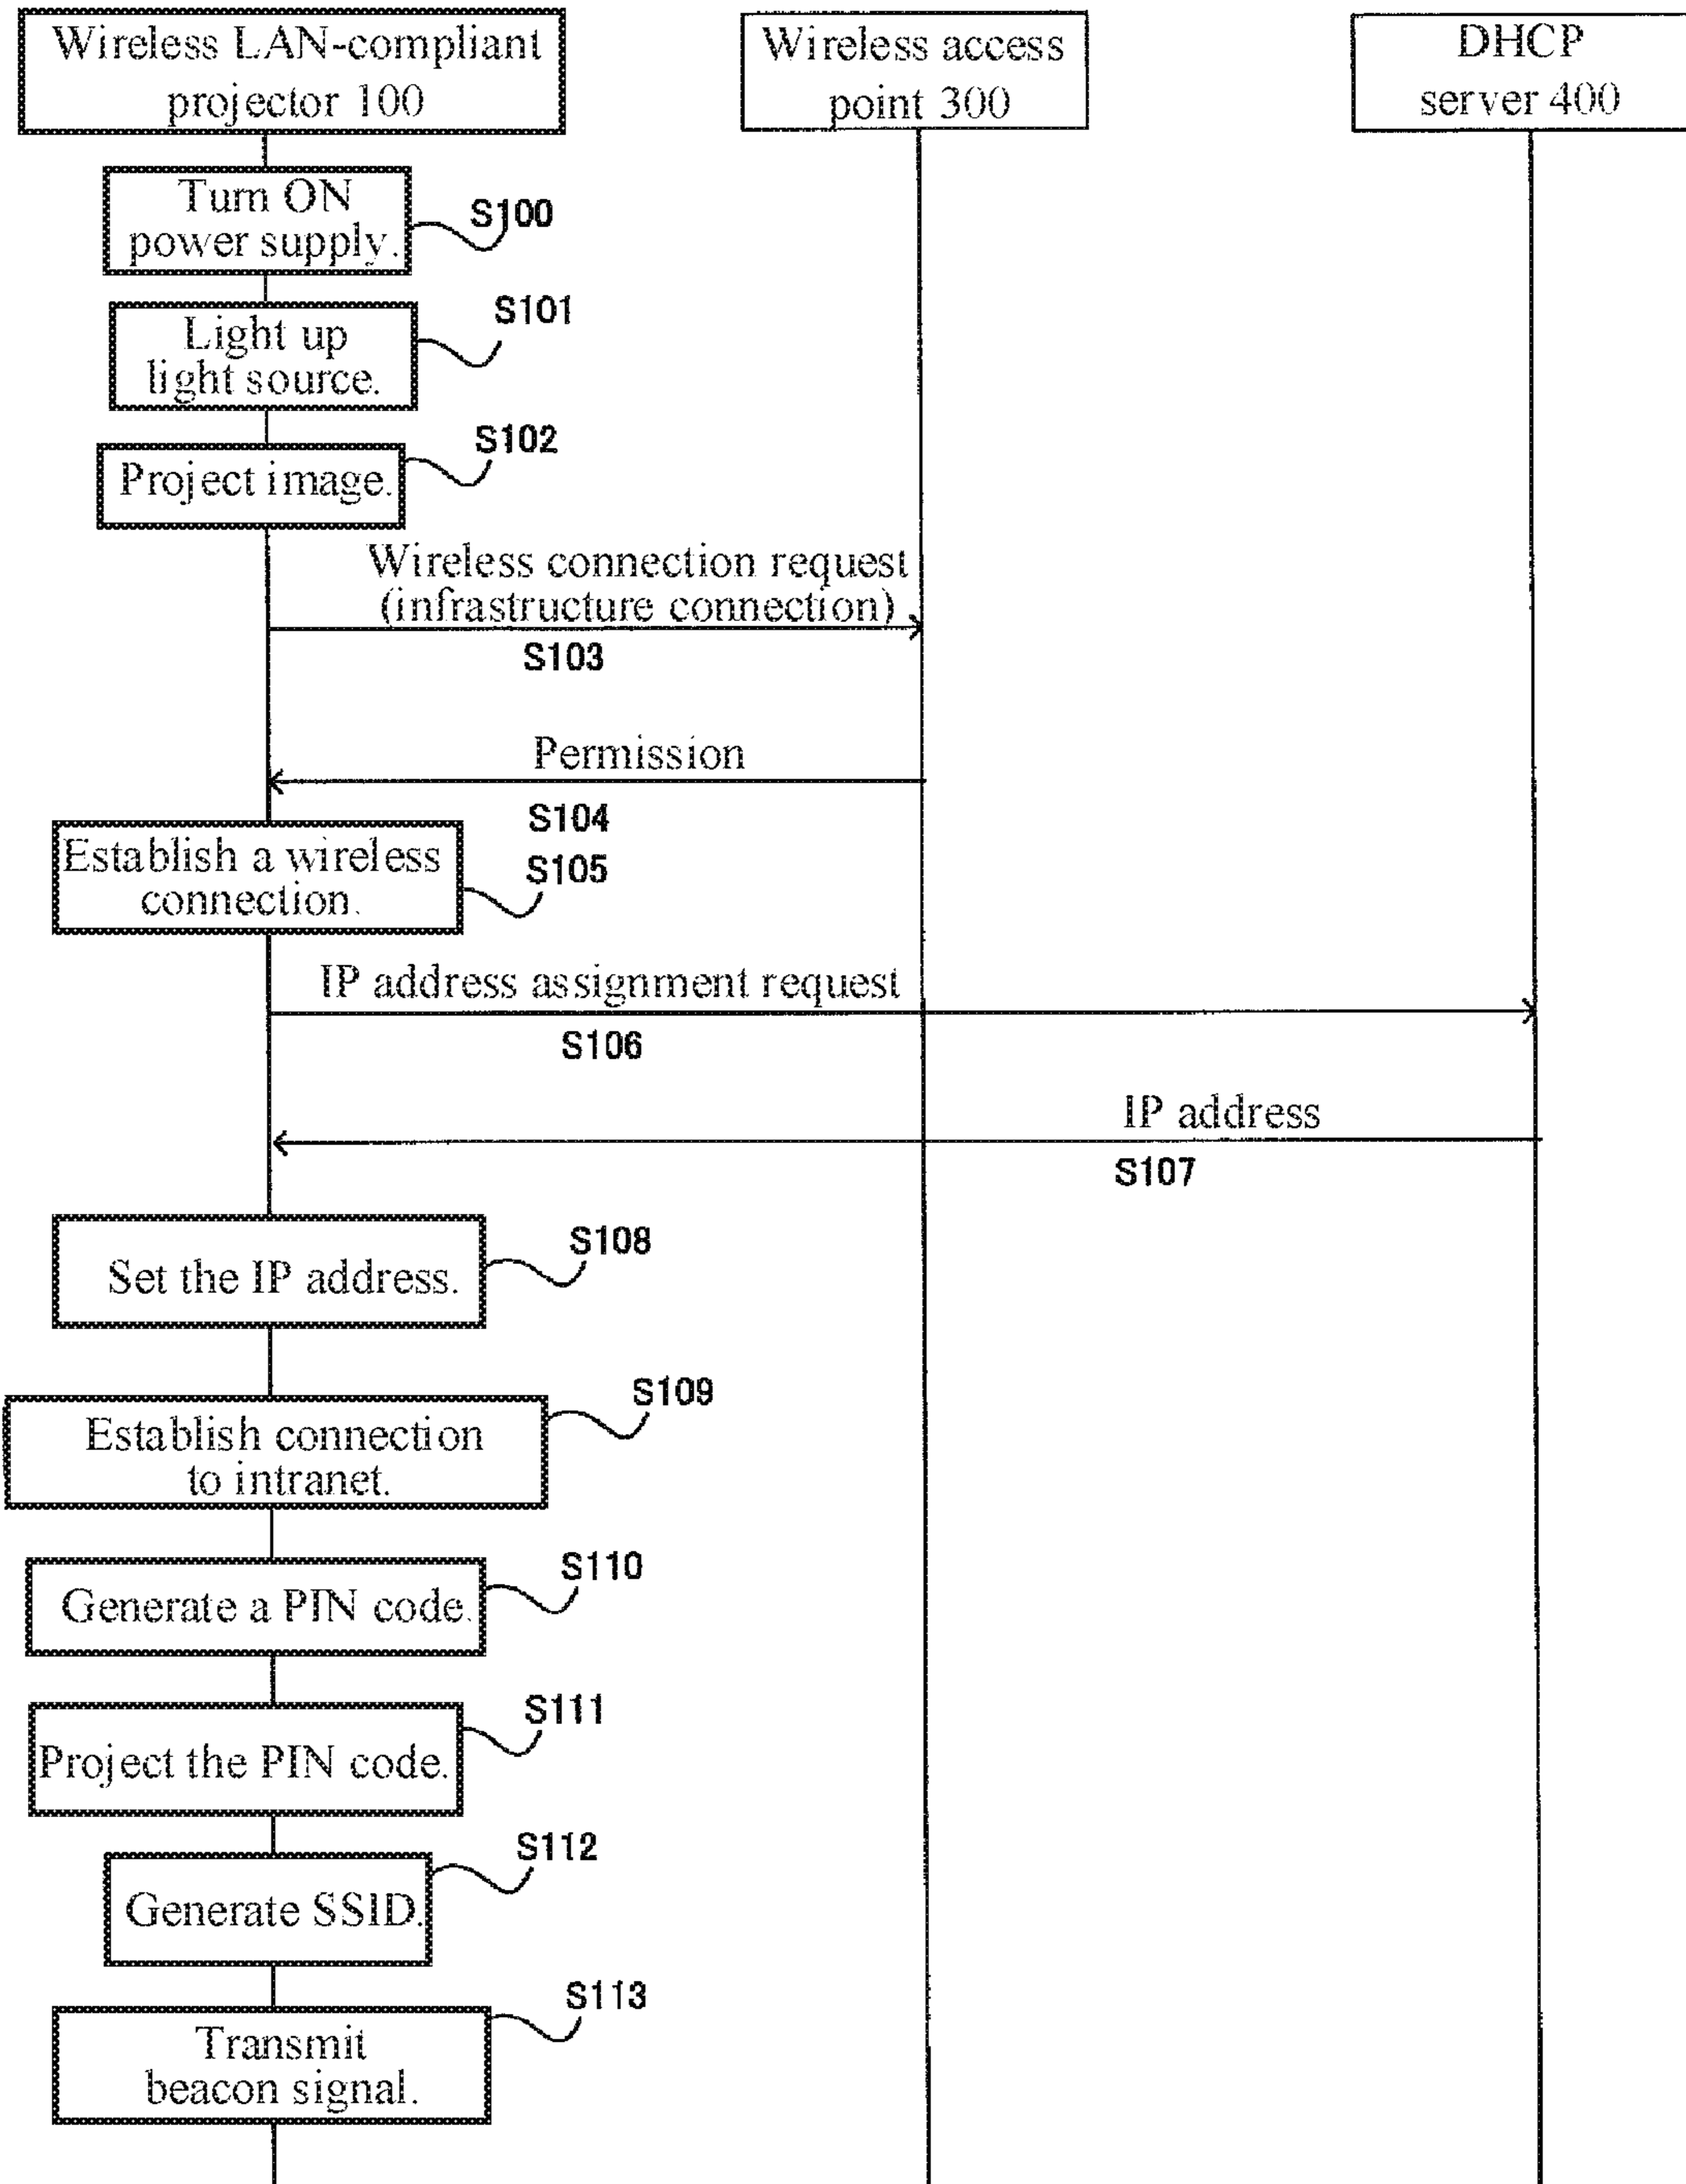 Wireless LAN-compliant
projector 100
Wireless access
point 300
DHCP
server 400
Turn ON
power supply.
S100
Light up
light source.
S101
Project image.
S102
Wireless connection request
(infrastructure connection)
S103
Permission
S104
Establish a wireless
connection.
S105
IP address assignment request
S106
IP address
S107
Set the IP address.
S108
Establish connection
to intranet.
S109
Generate a PIN code.
S110
Project the PIN code.
S111
Generate SSID.
S112
Transmit
beacon signal.
S113